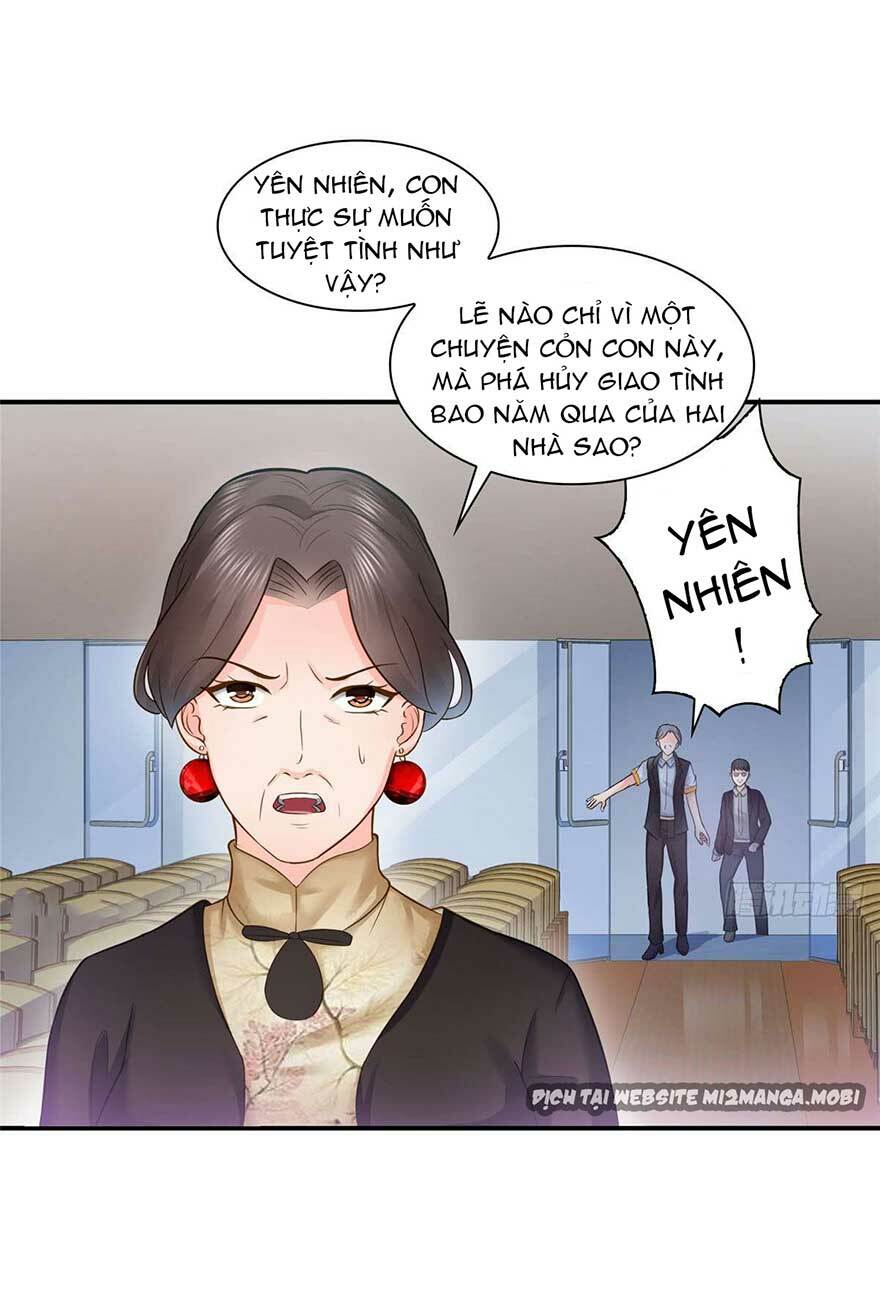 YÊN NHIÊN, CON
THỰC SỰ MUỐN
TUYỆT TÌNH NHƯ
VẬY?
LẼ NÀO CHỈ VÌ MỘT
CHUYỆN CỎN CON NÀY,
MÀ PHÁ HỦY GIAO TÌNH
BAO NĂM QUA CỦA HAI
NHÀ SAO?
YÊN
NHIÊN
!
DỊCH TẠI WEBSITE MI2MANGA.MOBI